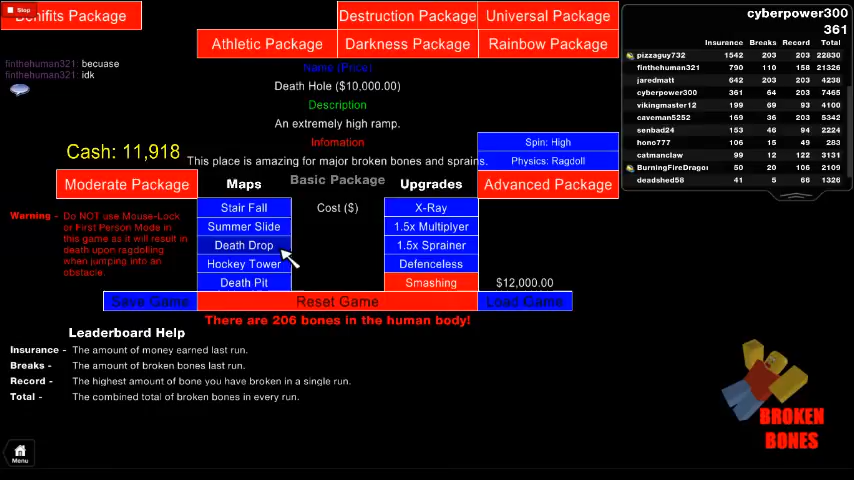 Stop
Benifits Package
Destruction Package
Universal Package
Athletic Package
Darkness Package
Rainbow Package
cyberpower300
361
Insurance Breaks Record Total
pizzaguy732 1542 203 203 22830
finthehuman321 790 110 158 21326
jaredmatt 642 203 203 4238
cyberpower300 361 64 203 7465
vikingmaster12 199 69 93 4100
caveman5252 169 36 203 5342
senbad24 153 46 94 2224
hono777 106 15 49 283
catmanclaw 99 12 122 3131
BurningFireDragon 50 20 106 2109
deadshed58 41 5 66 1326
finthehuman321: becuase
finthehuman321: idk
Name (Price)
Death Hole ($10,000.00)
Description
An extremely high ramp.
Infomation
This place is amazing for major broken bones and sprains.
Spin: High
Physics: Ragdoll
Cash: 11,918
Moderate Package
Maps
Basic Package
Upgrades
Advanced Package
Stair Fall
Cost ($)
X-Ray
Summer Slide
1.5x Multiplyer
Death Drop
1.5x Sprainer
Hockey Tower
Defenceless
Death Pit
Smashing
$12,000.00
Warning - Do NOT use Mouse-Lock
or First Person Mode in
this game as it will result in
death upon ragdolling
when jumping into an
obstacle.
Save Game
Reset Game
Load Game
There are 206 bones in the human body!
Leaderboard Help
Insurance - The amount of money earned last run.
Breaks - The amount of broken bones last run.
Record - The highest amount of bone you have broken in a single run.
Total - The combined total of broken bones in every run.
BROKEN
BONES
Menu